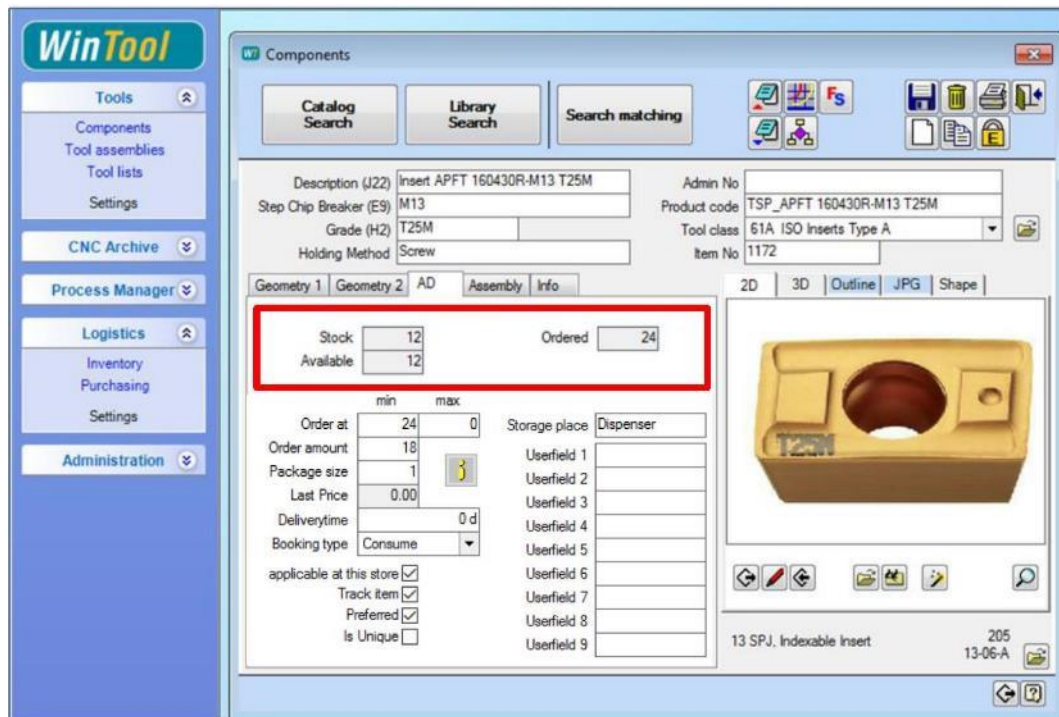 WinTool
Tools
Components
Tool assemblies
Tool lists
Settings
CNC Archive
Process Manager
Logistics
Inventory
Purchasing
Settings
Administration
WT Components
Catalog Search
Library Search
Search matching
FS
E
Description (J22) Insert APFT 160430R-M13 T25M
Step Chip Breaker (E9) M13
Grade (H2) T25M
Holding Method Screw
Admin No
Product code TSP_APFT 160430R-M13 T25M
Tool class 61A ISO Inserts Type A
Item No 1172
Geometry 1 Geometry 2 AD Assembly Info
Stock 12 Ordered 24
Available 12
min max
Order at 24 0
Order amount 18
Package size 1
Last Price 0.00
Deliverytime 0 d
Booking type Consume
applicable at this store
Track item
Preferred
Is Unique
Storage place Dispenser
Userfield 1
Userfield 2
Userfield 3
Userfield 4
Userfield 5
Userfield 6
Userfield 7
Userfield 8
Userfield 9
2D 3D Outline JPG Shape
T25M
13 SPJ, Indexable Insert 205
13-06-A